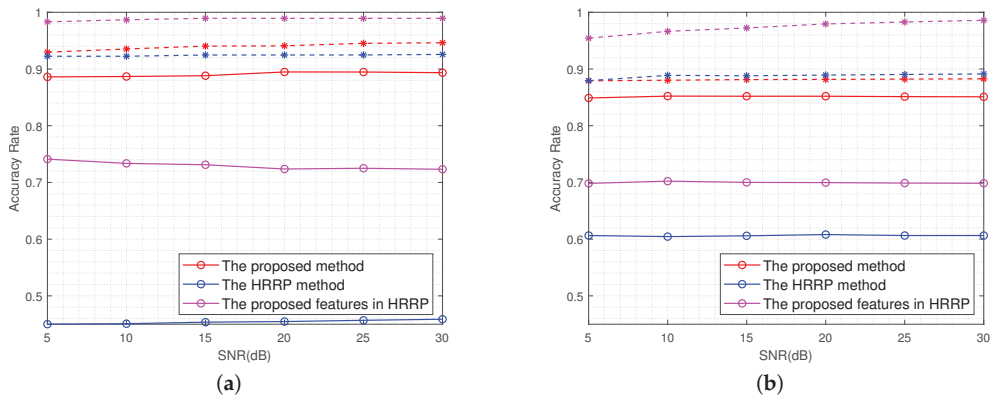 1
0.9
0.8
0.7
0.6
0.5
Accuracy Rate
The proposed method
The HRRP method
The proposed features in HRRP
5 10 15 20 25 30
SNR(dB)
(a)
1
0.9
0.8
0.7
0.6
0.5
Accuracy Rate
The proposed method
The HRRP method
The proposed features in HRRP
5 10 15 20 25 30
SNR(dB)
(b)